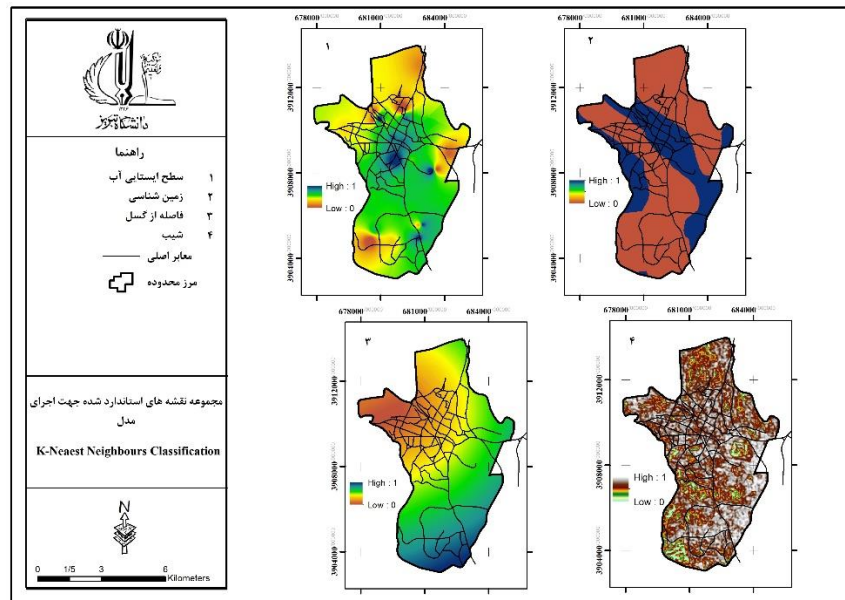 دانشگاه تبریز
راهنما
سطح ایستابی آب ۱
زمین شناسی ۲
فاصله از گسل ۳
شیب ۴
معابر اصلی
مرز محدوده
مجموعه نقشه های استاندارد شده جهت اجرای
مدل
K-Neaest Neighbours Classification
N
0 1/5 3 6
Kilometers
678000 681000 684000
۱
3912000
3908000
3904000
High : 1
Low : 0
678000 681000 684000
۲
3912000
3908000
3904000
High : 1
Low : 0
678000 681000 684000
۳
3912000
3908000
3904000
High : 1
Low : 0
678000 681000 684000
۴
3912000
3908000
3904000
High : 1
Low : 0